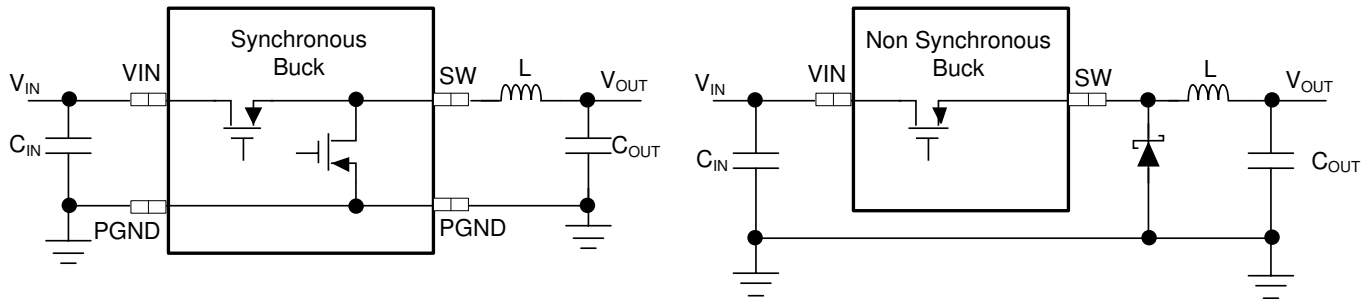 Synchronous
Buck
VIN
SW
L
V_IN
V_OUT
C_IN
C_OUT
PGND
PGND
Non Synchronous
Buck
VIN
SW
L
V_IN
V_OUT
C_IN
C_OUT